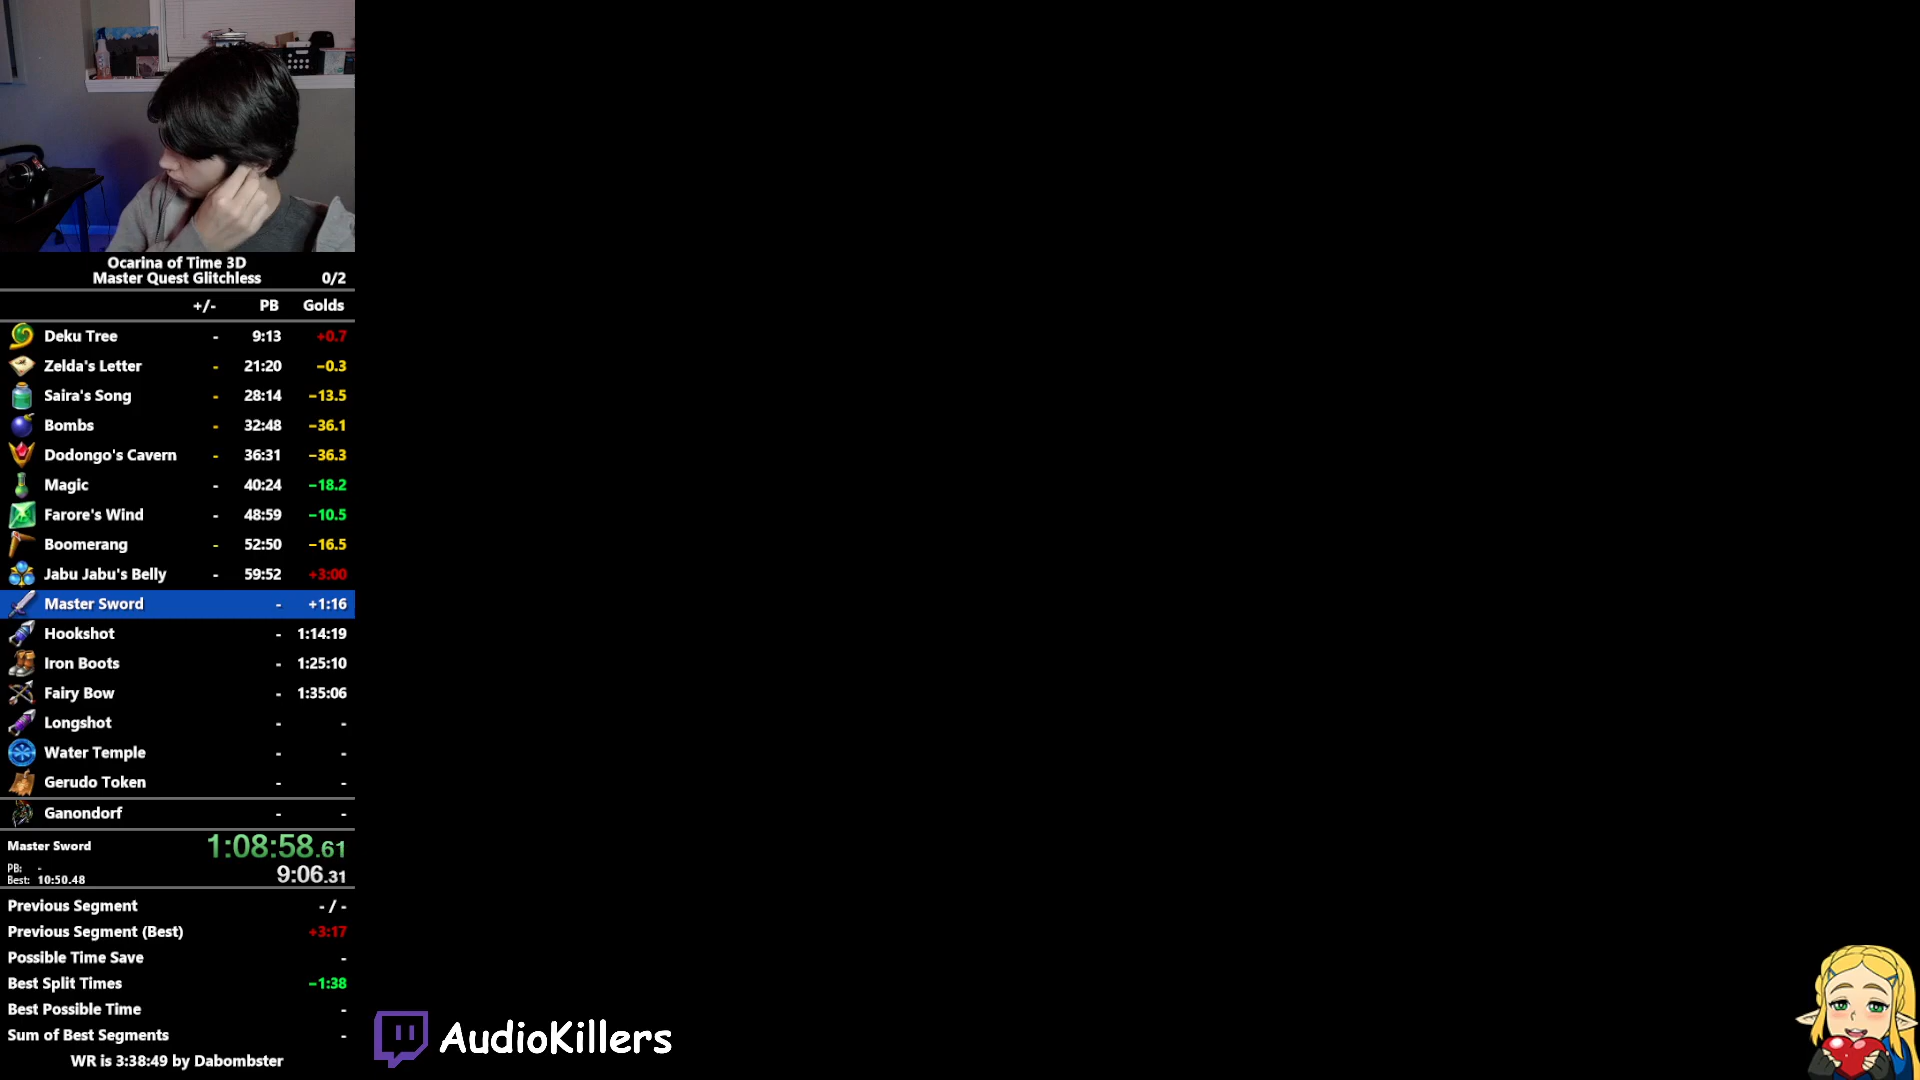 Ocarina of Time 3D
Master Quest Glitchless 0/2
+/- PB Golds
Deku Tree - 9:13 +0.7
Zelda's Letter - 21:20 −0.3
Saira's Song - 28:14 −13.5
Bombs - 32:48 −36.1
Dodongo's Cavern - 36:31 −36.3
Magic - 40:24 −18.2
Farore's Wind - 48:59 −10.5
Boomerang - 52:50 −16.5
Jabu Jabu's Belly - 59:52 +3:00
Master Sword - +1:16
Hookshot - 1:14:19
Iron Boots - 1:25:10
Fairy Bow - 1:35:06
Longshot - -
Water Temple - -
Gerudo Token - -
Ganondorf - -
Master Sword 1:08:58.61
PB: -
Best: 10:50.48 9:06.31
Previous Segment - / -
Previous Segment (Best) +3:17
Possible Time Save -
Best Split Times −1:38
Best Possible Time -
Sum of Best Segments -
WR is 3:38:49 by Dabombster
AudioKillers